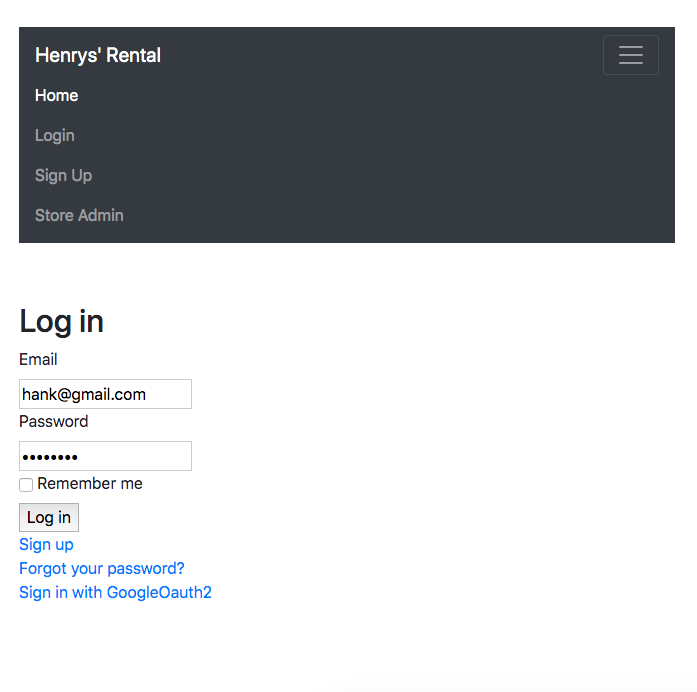 Henrys' Rental
Home
Login
Sign Up
Store Admin
Log in
Email
hank@gmail.com
Password
••••••••
Remember me
Log in
Sign up
Forgot your password?
Sign in with GoogleOauth2